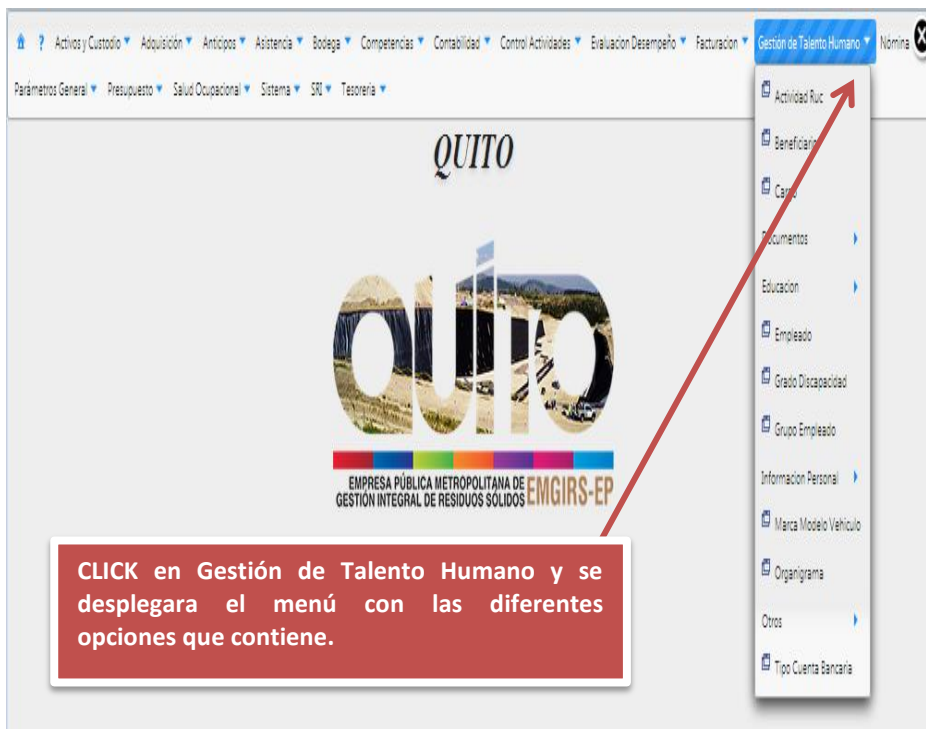 ? Activos y Custodio Adquisición Anticipos Asistencia Bodega Competencias Contabilidad Control Actividades Evaluacion Desempeño Facturacion Gestión de Talento Humano Nómina
Parámetros General Presupuesto Salud Ocupacional Sistema SRI Tesoreria
Actividad Ruc
Beneficiario
Cargo
Documentos
Educacion
Empleado
Grado Discapacidad
Grupo Empleado
Informacion Personal
Marca Modelo Vehiculo
Organigrama
Otros
Tipo Cuenta Bancaria
QUITO
QUITO
EMPRESA PÚBLICA METROPOLITANA DE
GESTIÓN INTEGRAL DE RESIDUOS SÓLIDOS EMGIRS-EP
CLICK en Gestión de Talento Humano y se
desplegara el menú con las diferentes
opciones que contiene.